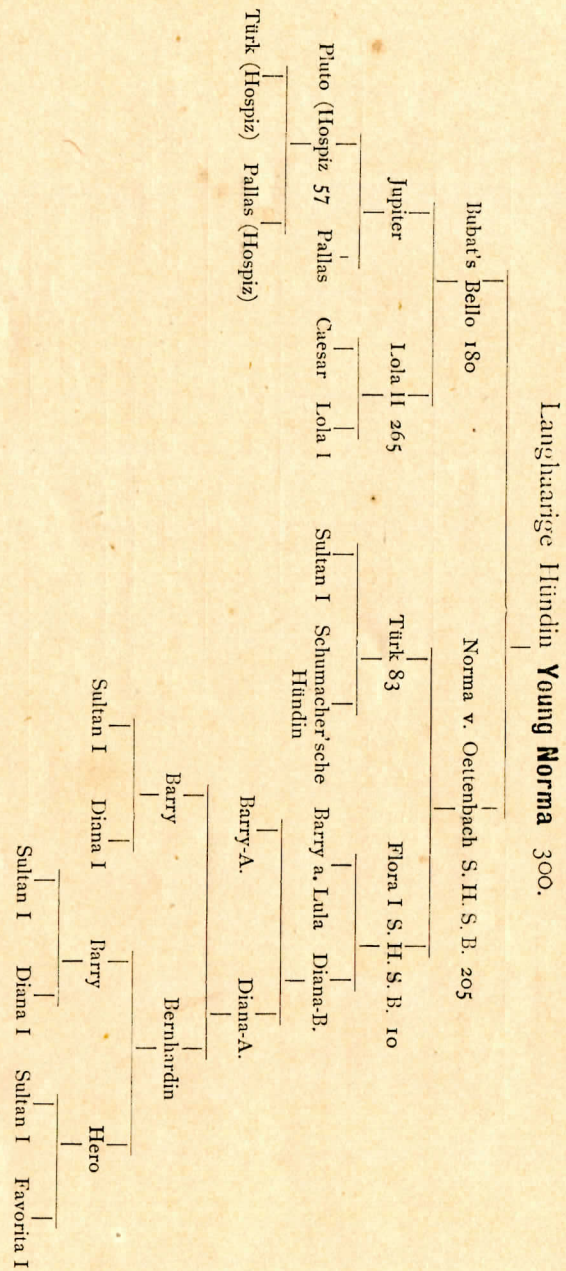 Langhaarige Hündin Young Norma 300.
Bubat's Bello 180 Norma v. Oettenbach S. H. S. B. 205
Jupiter Lola II 265 Türk 83 Flora I S. H. S. B. 10
Pluto (Hospiz 57 Pallas Caesar Lola I Sultan I Schumacher'sche Barry a. Lula Diana-B.
Hündin
Türk (Hospiz) Pallas (Hospiz) Barry-A. Diana-A.
Barry Bernhardin
Sultan I Diana I Barry Hero
Sultan I Diana I Sultan I Favorita I